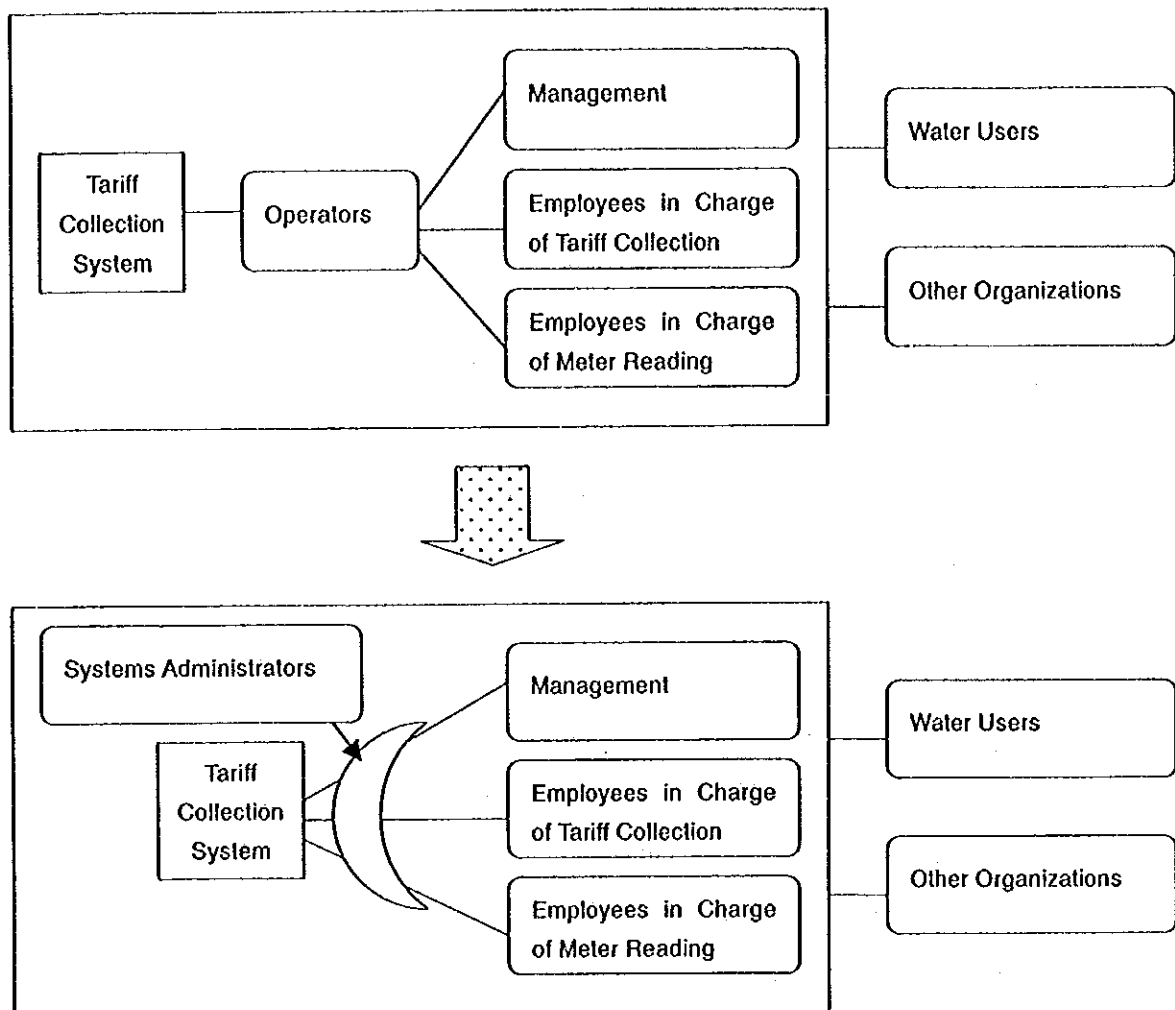 Management
Water Users
Tariff
Collection
System
Operators
Employees in Charge
of Tariff Collection
Other Organizations
Employees in Charge
of Meter Reading
Systems Administrators
Management
Water Users
Tariff
Collection
System
Employees in Charge
of Tariff Collection
Other Organizations
Employees in Charge
of Meter Reading